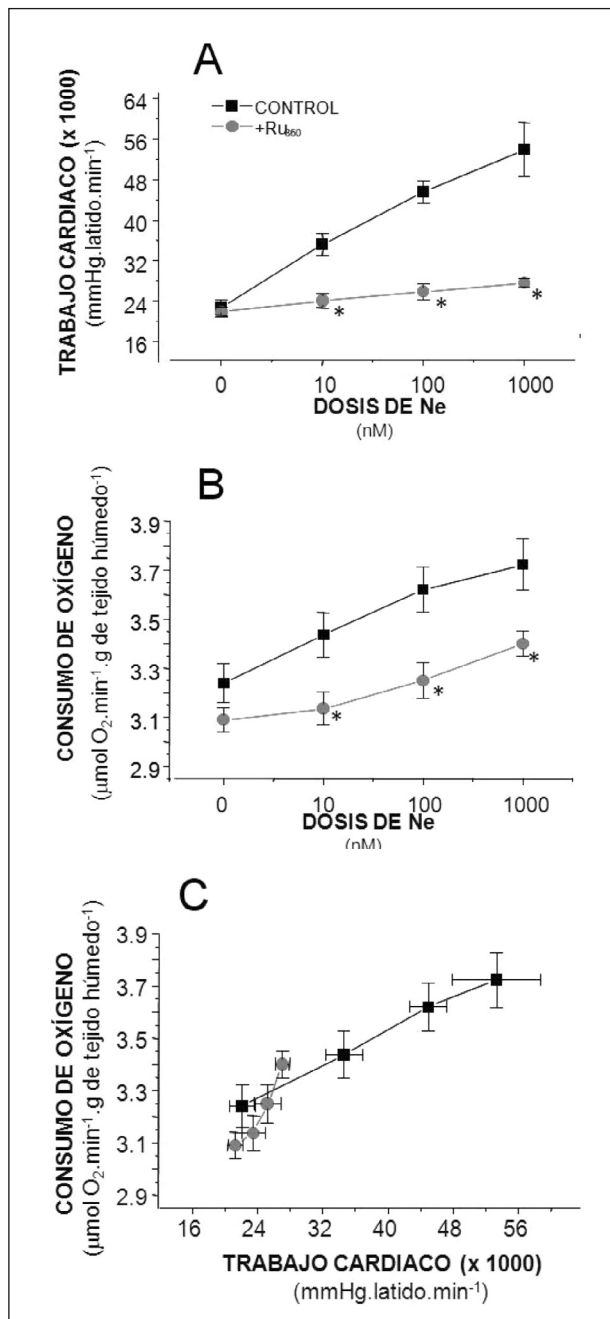 A
TRABAJO CARDIACO (x 1000)
(mmHg.latido.min⁻¹)
64
56
48
40
32
24
16
CONTROL
+Ru₃₆₀
*
*
*
0 10 100 1000
DOSIS DE Ne
(nM)
B
CONSUMO DE OXÍGENO
(µmol O₂.min⁻¹.g de tejido húmedo⁻¹)
3.9
3.7
3.5
3.3
3.1
2.9
*
*
*
0 10 100 1000
DOSIS DE Ne
(nM)
C
CONSUMO DE OXÍGENO
(µmol O₂.min⁻¹.g de tejido húmedo⁻¹)
3.9
3.7
3.5
3.3
3.1
2.9
16 24 32 40 48 56
TRABAJO CARDIACO (x 1000)
(mmHg.latido.min⁻¹)